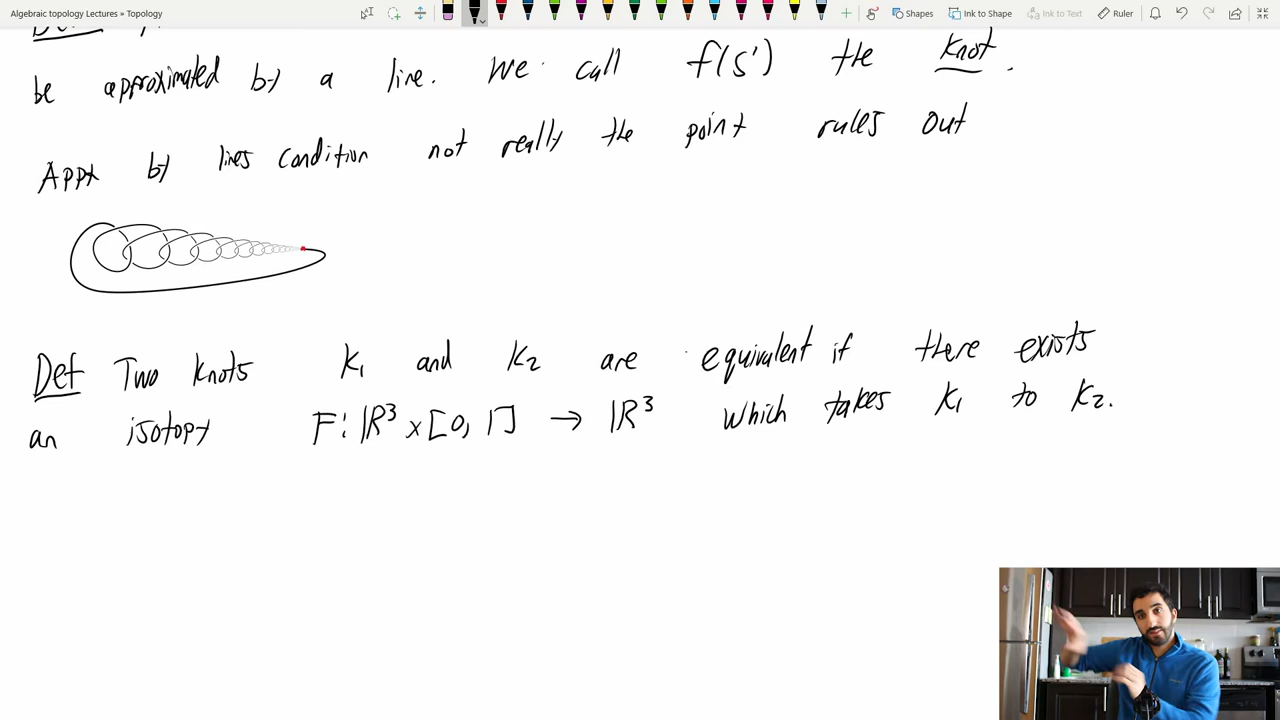 Algebraic topology Lectures » Topology
Shapes
Ink to Shape
Ink to Text
Ruler
be approximated by a line. We call f(S¹) the knot.
Appx by lines condition not really the point rules out
Def Two knots K₁ and K₂ are equivalent if there exists
an isotopy F: ℝ³ × [0, 1] → ℝ³ which takes K₁ to K₂.